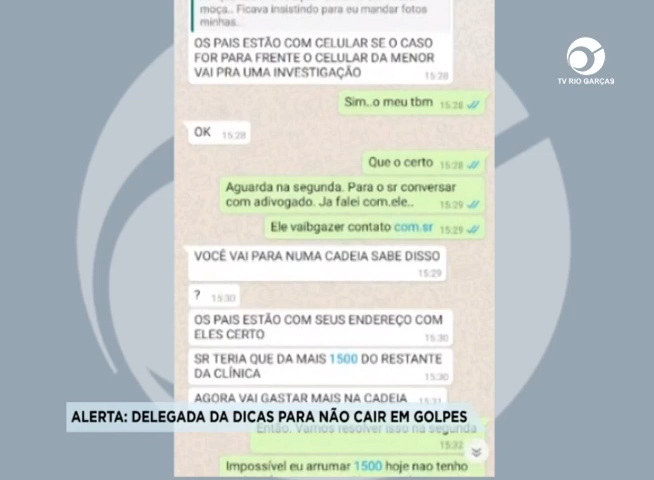 moça.. Ficava insistindo para eu mandar fotos
minhas..
OS PAIS ESTÃO COM CELULAR SE O CASO
FOR PARA FRENTE O CELULAR DA MENOR
VAI PRA UMA INVESTIGAÇÃO
15:28
TV RIO GARÇAS
Sim..o meu tbm 15:28
OK 15:28
Que o certo 15:28
Aguarda na segunda. Para o sr conversar
com adivogado. Ja falei com.ele.. 15:29
Ele vaibgazer contato com.sr 15:29
VOCÊ VAI PARA NUMA CADEIA SABE DISSO
15:29
? 15:30
OS PAIS ESTÃO COM SEUS ENDEREÇO COM
ELES CERTO 15:30
SR TERIA QUE DA MAIS 1500 DO RESTANTE
DA CLÍNICA 15:30
AGORA VAI GASTAR MAIS NA CADEIA 15:31
ALERTA: DELEGADA DA DICAS PARA NÃO CAIR EM GOLPES
Então. Vamos resolver isso na segunda
15:32
Impossível eu arrumar 1500 hoje nao tenho